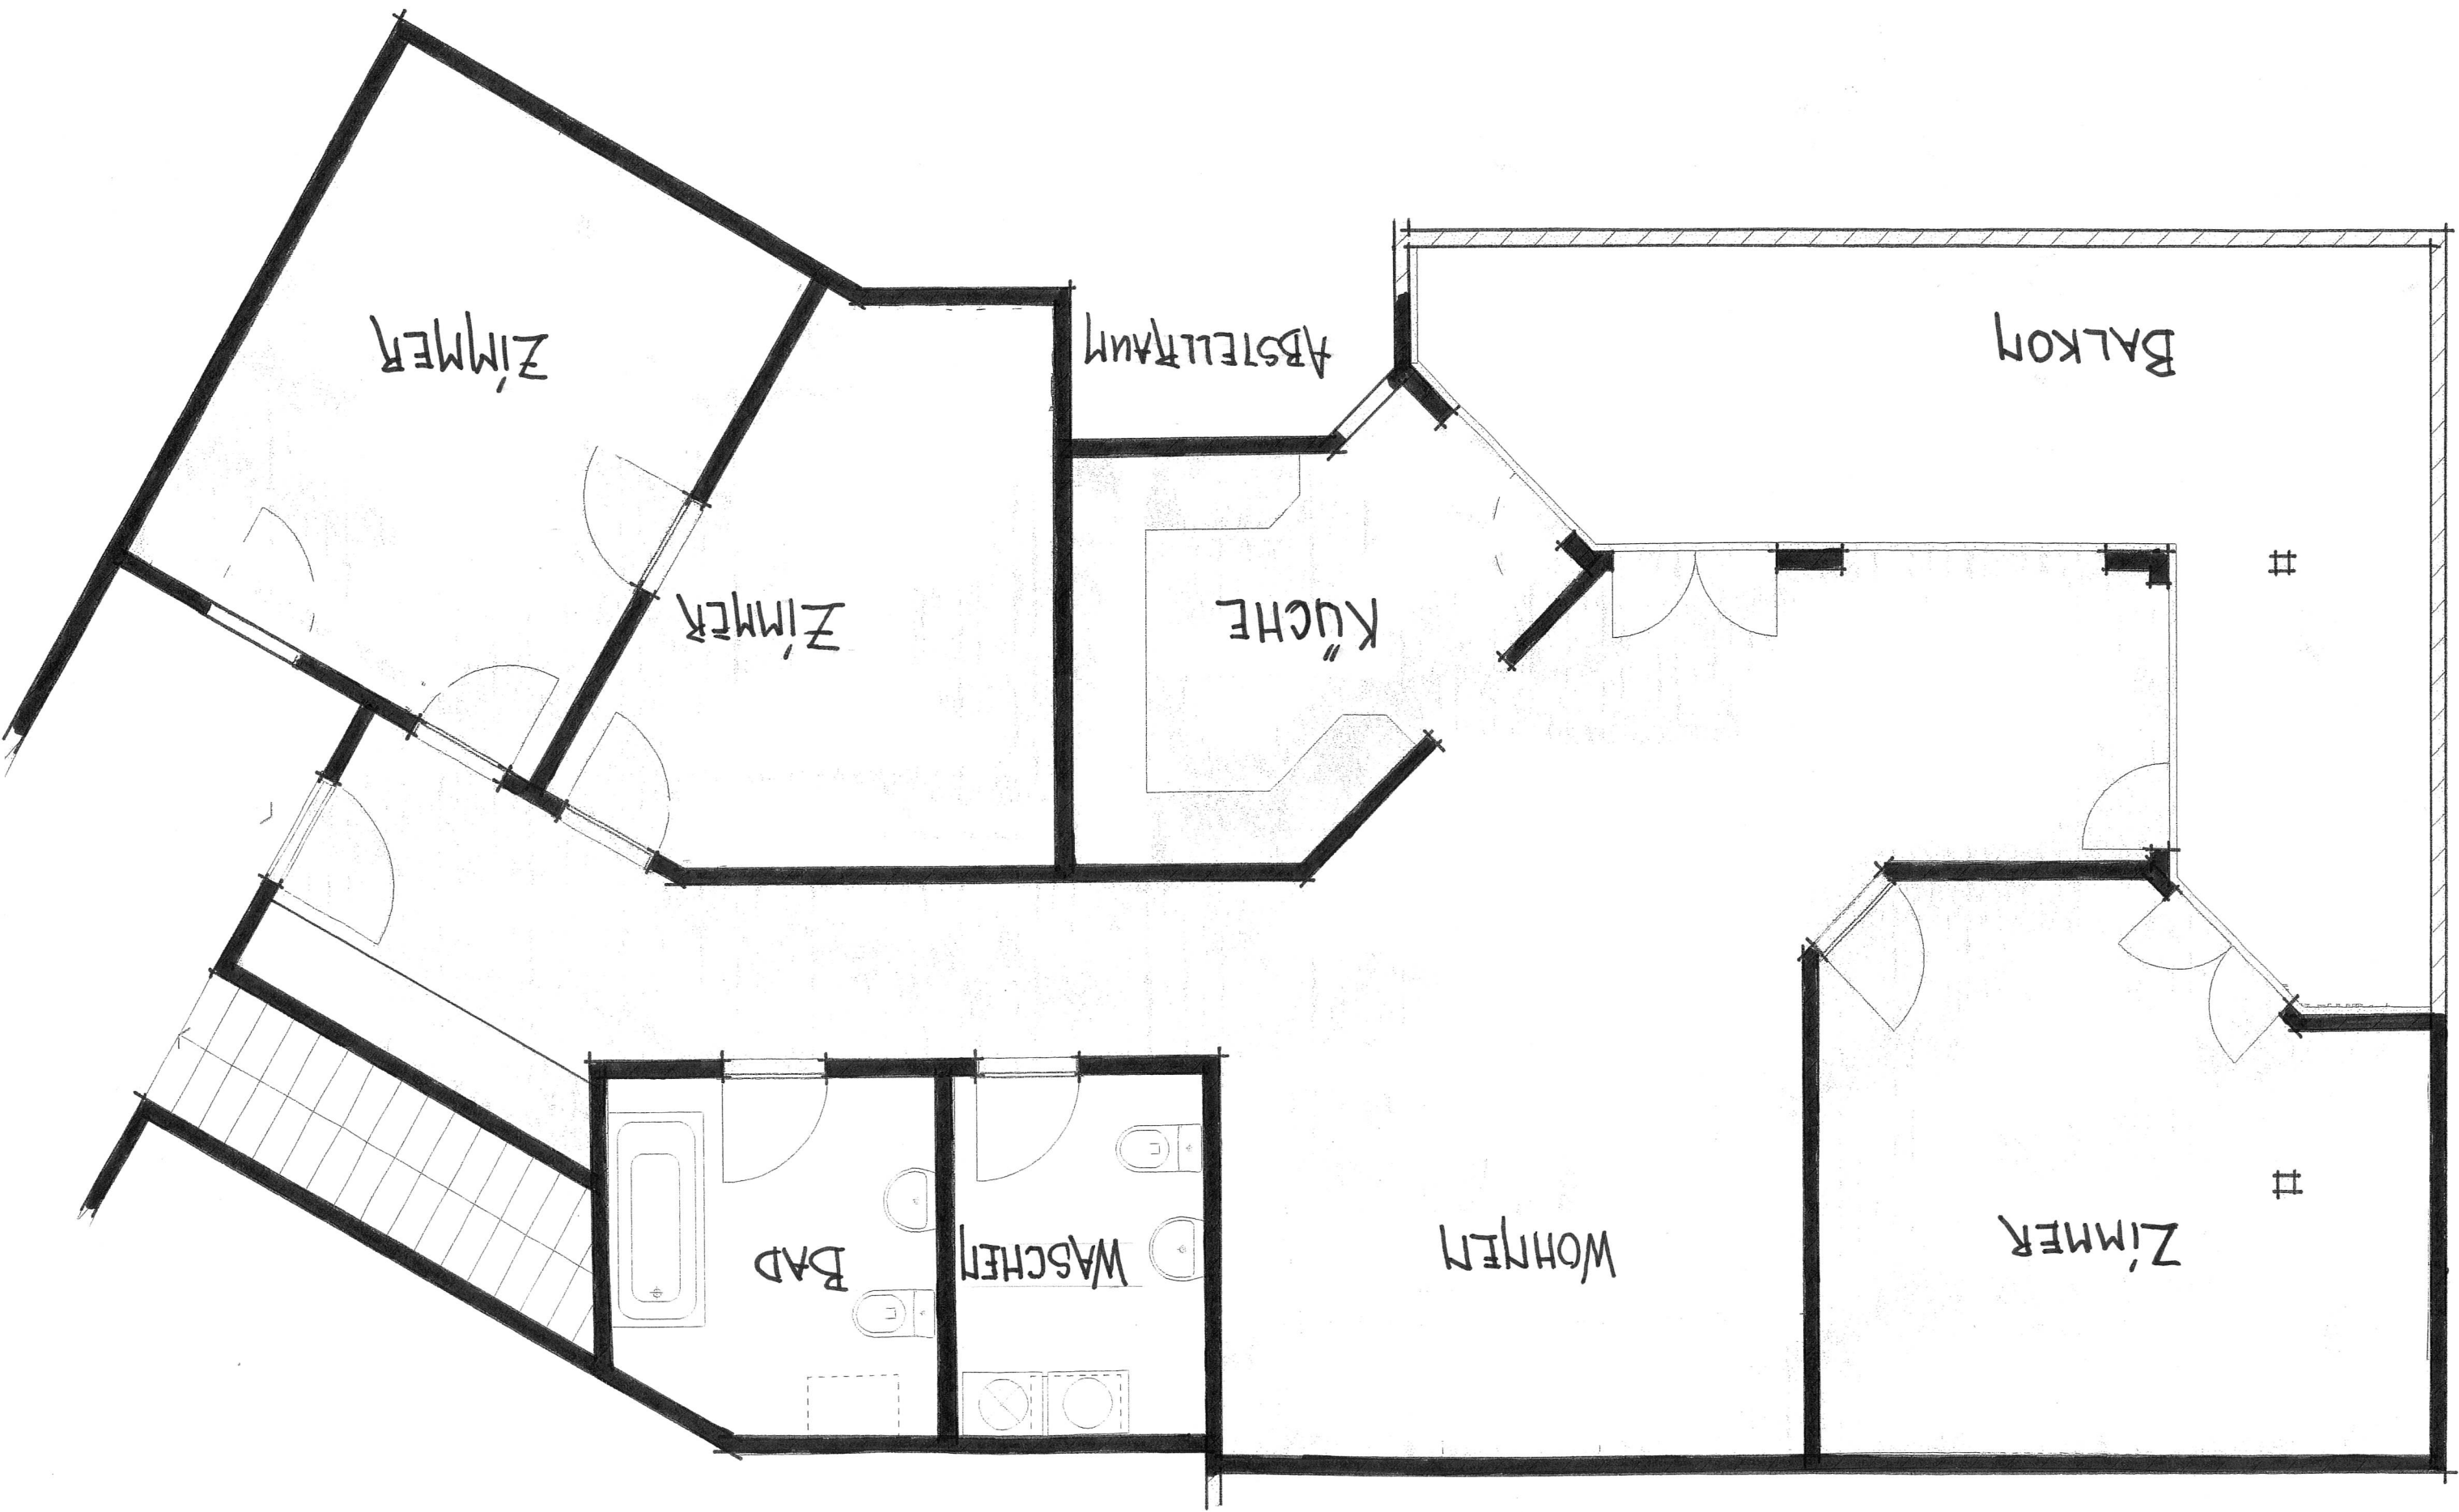 ZIMMER
WOHNEN
WASCHEN
BAD
KÜCHE
ZIMMER
BALKON
ABSTELLRAUM
ZIMMER